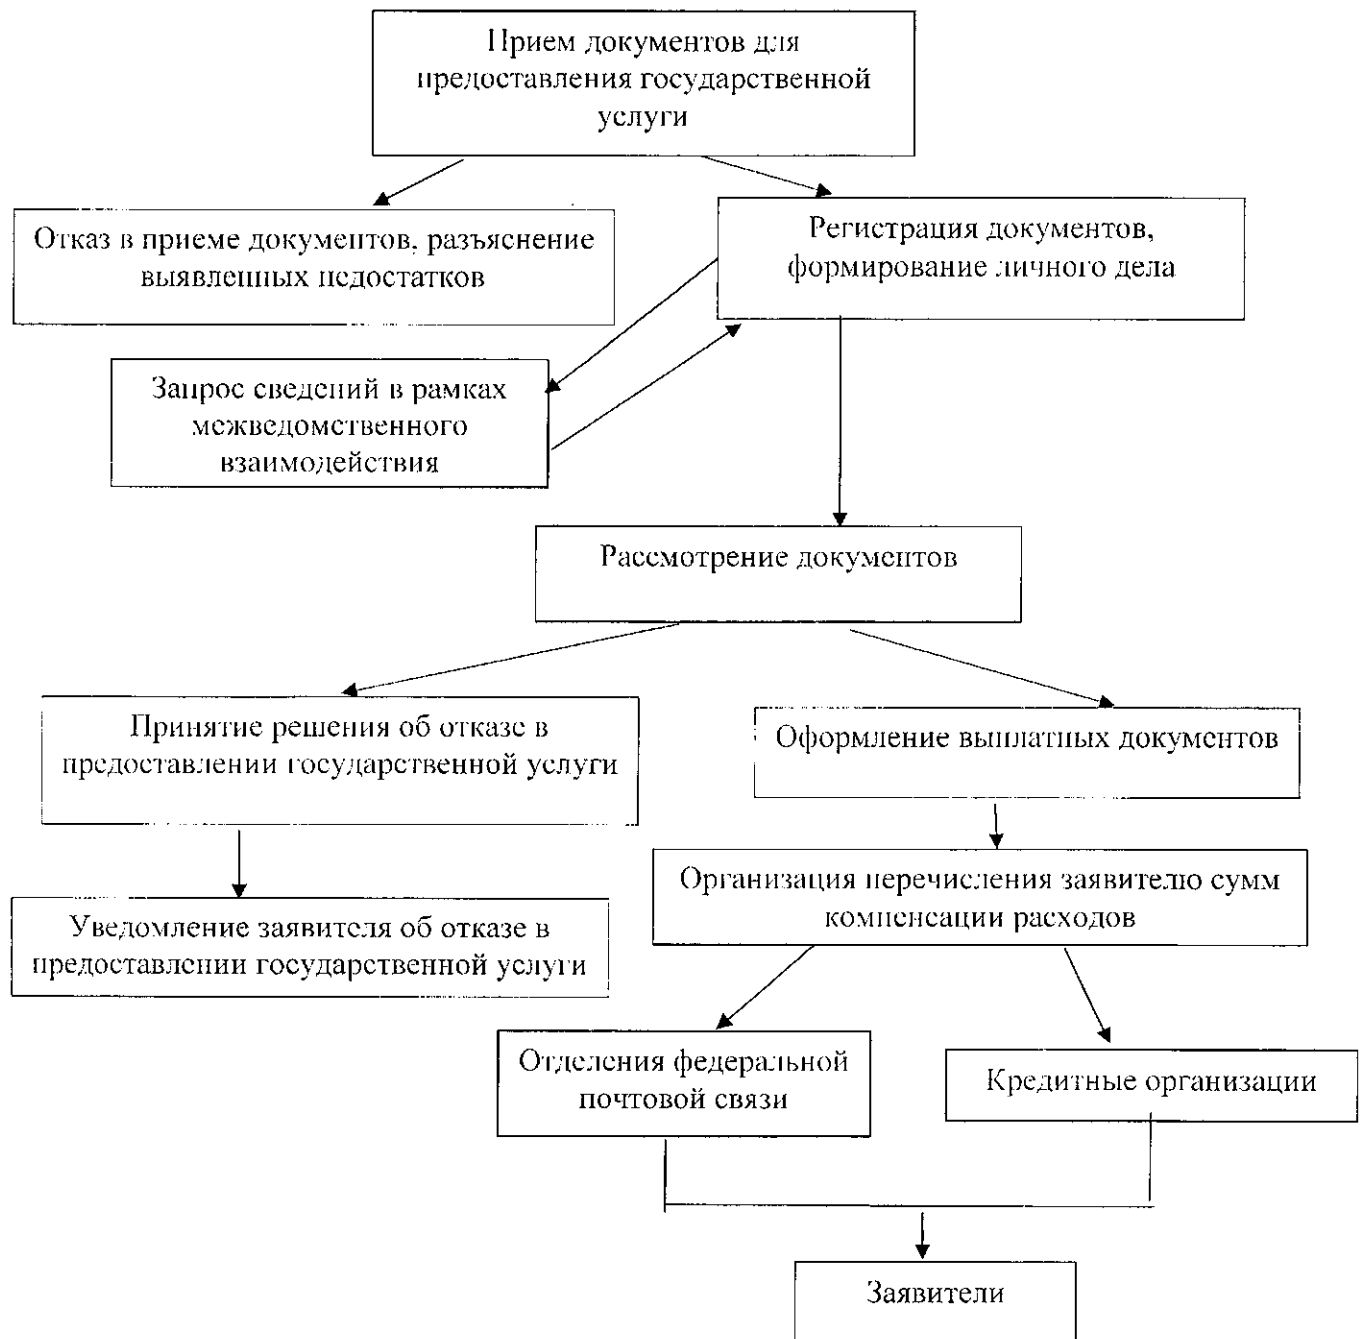 Прием документов для
предоставления государственной
услуги
Отказ в приеме документов, разъяснение
выявленных недостатков
Регистрация документов,
формирование личного дела
Запрос сведений в рамках
межведомственного
взаимодействия
Рассмотрение документов
Принятие решения об отказе в
предоставлении государственной услуги
Оформление выплатных документов
Организация перечисления заявителю сумм
компенсации расходов
Уведомление заявителя об отказе в
предоставлении государственной услуги
Отделения федеральной
почтовой связи
Кредитные организации
Заявители